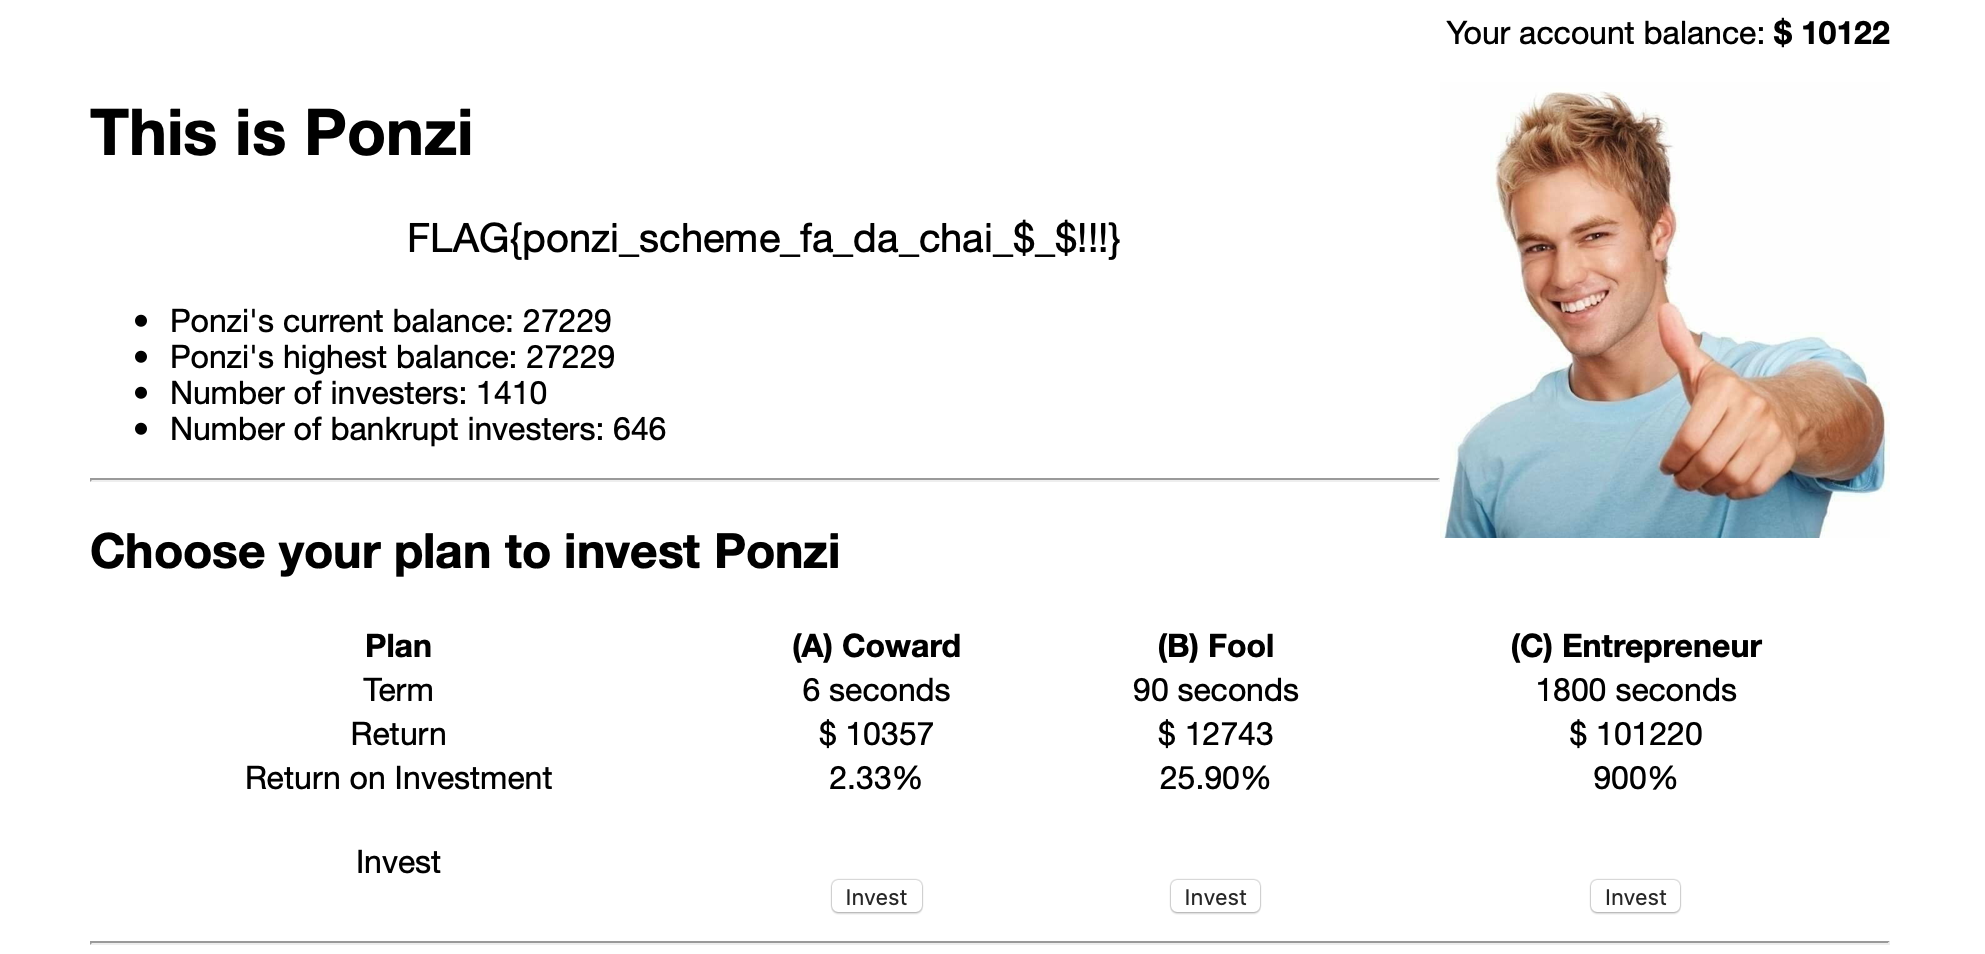 Your account balance: $ 10122
This is Ponzi
FLAG{ponzi_scheme_fa_da_chai_$_$!!!}
• Ponzi's current balance: 27229
• Ponzi's highest balance: 27229
• Number of investers: 1410
• Number of bankrupt investers: 646
Choose your plan to invest Ponzi
Plan (A) Coward (B) Fool (C) Entrepreneur
Term 6 seconds 90 seconds 1800 seconds
Return $ 10357 $ 12743 $ 101220
Return on Investment 2.33% 25.90% 900%
Invest
Invest Invest Invest